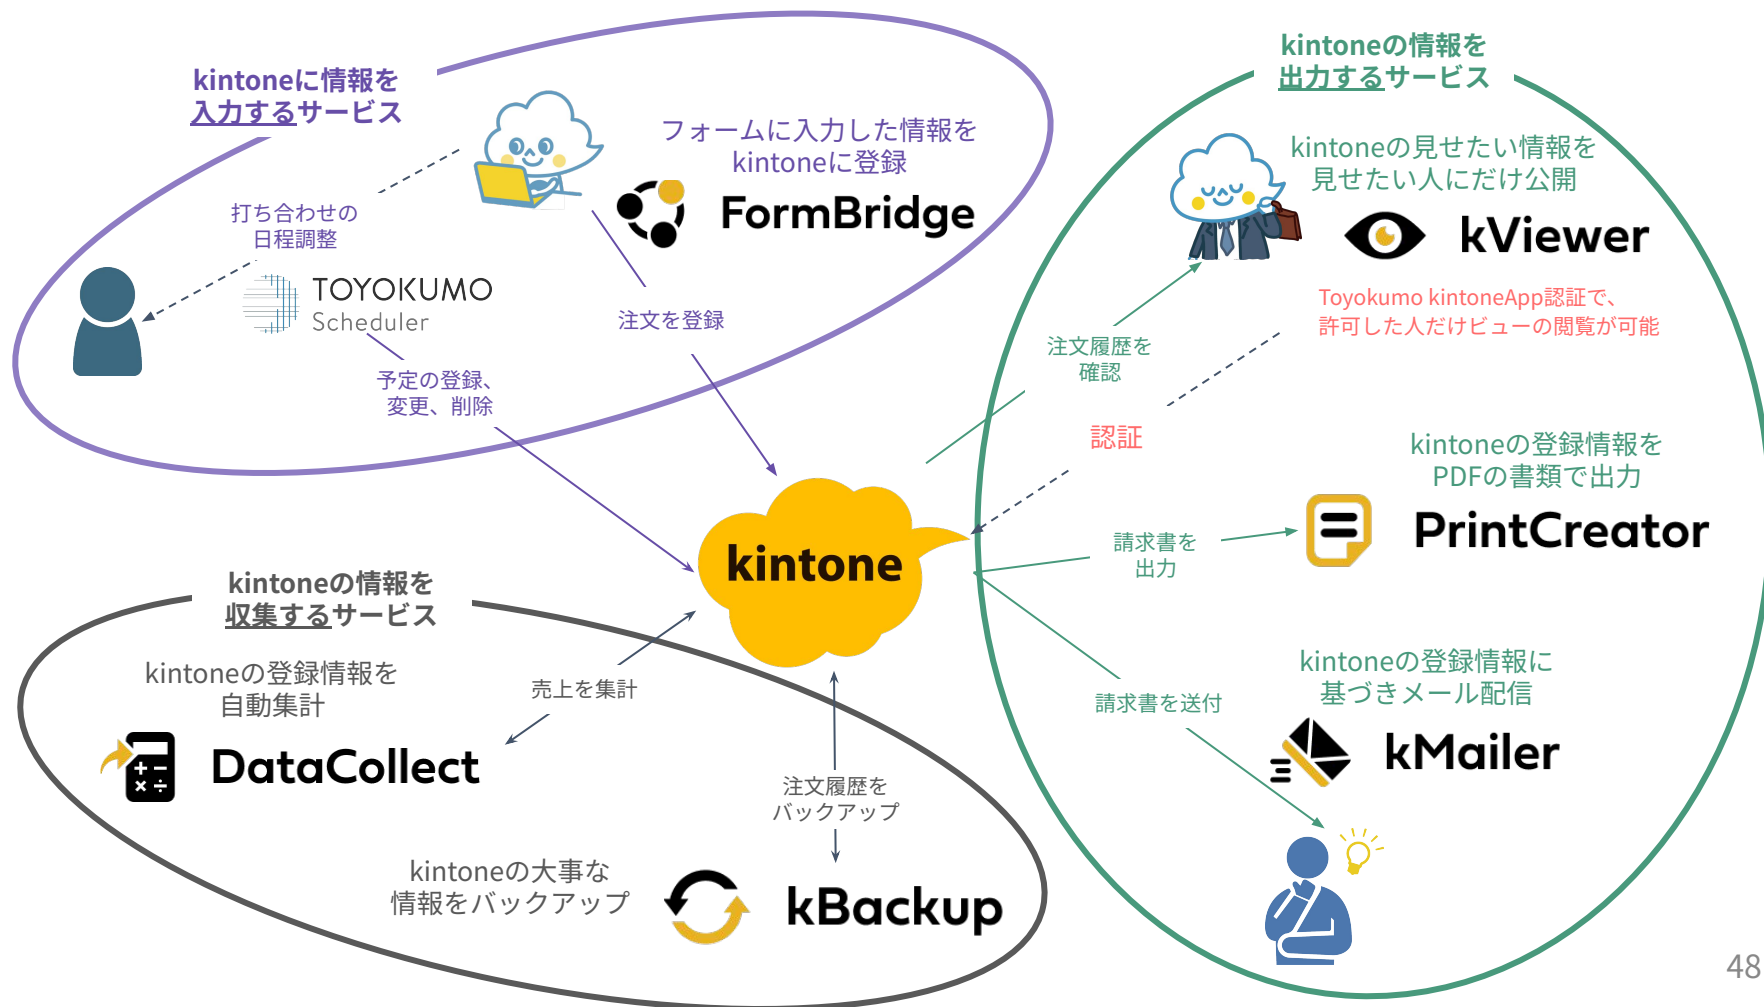 kintoneに情報を
入力するサービス
フォームに入力した情報を
kintoneに登録
FormBridge
打ち合わせの
日程調整
TOYOKUMO
Scheduler
注文を登録
予定の登録、
変更、削除
kintoneの情報を
出力するサービス
kintoneの見せたい情報を
見せたい人にだけ公開
kViewer
Toyokumo kintoneApp認証で、
許可した人だけビューの閲覧が可能
注文履歴を
確認
認証
kintoneの登録情報を
PDFの書類で出力
PrintCreator
請求書を
出力
kintone
kintoneの登録情報に
基づきメール配信
kMailer
請求書を送付
kintoneの情報を
収集するサービス
kintoneの登録情報を
自動集計
DataCollect
売上を集計
注文履歴を
バックアップ
kintoneの大事な
情報をバックアップ
kBackup
48